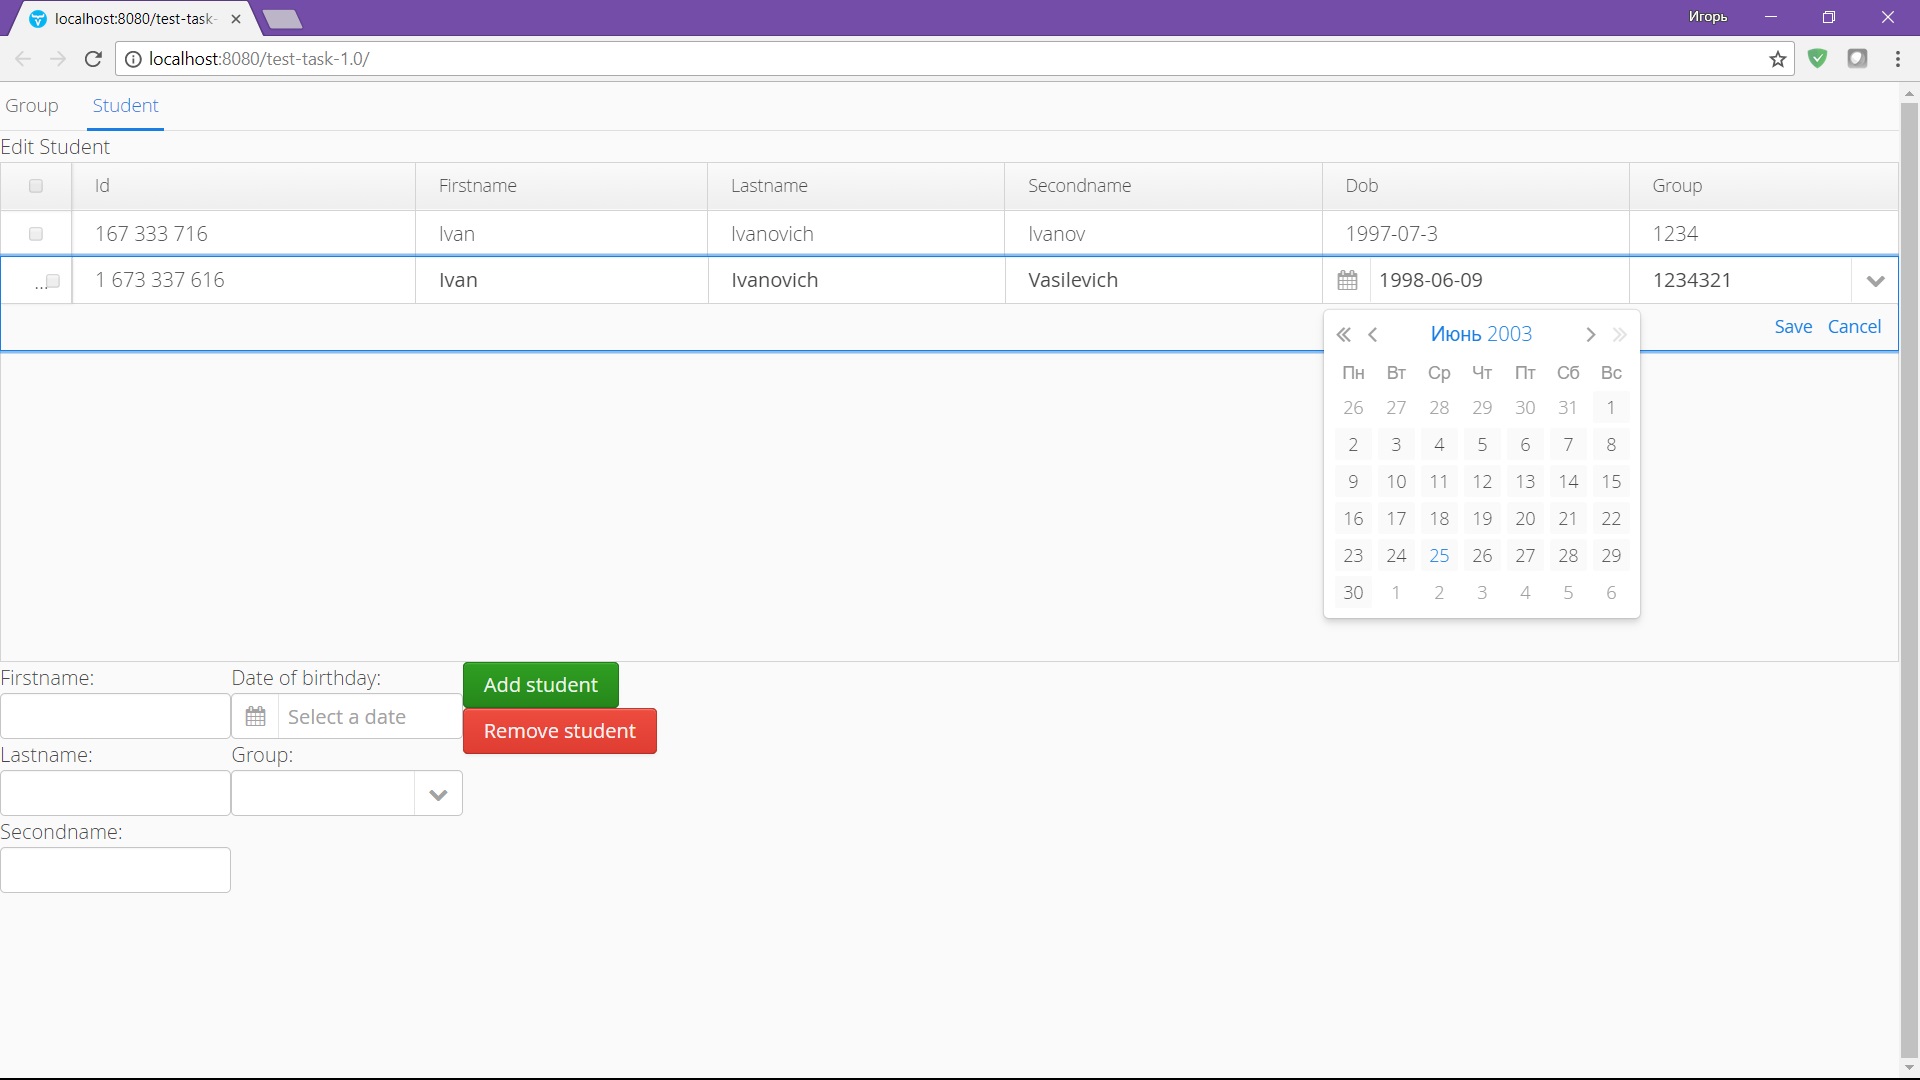 localhost:8080/test-task-
Игорь
localhost:8080/test-task-1.0/
Group Student
Edit Student
Id Firstname Lastname Secondname Dob Group
167 333 716 Ivan Ivanovich Ivanov 1997-07-3 1234
... 1 673 337 616 Ivan Ivanovich Vasilevich 1998-06-09 1234321
Save Cancel
Июнь 2003
Пн Вт Ср Чт Пт Сб Вс
26 27 28 29 30 31 1
2 3 4 5 6 7 8
9 10 11 12 13 14 15
16 17 18 19 20 21 22
23 24 25 26 27 28 29
30 1 2 3 4 5 6
Firstname: Date of birthday: Add student
Select a date Remove student
Lastname: Group:
Secondname: